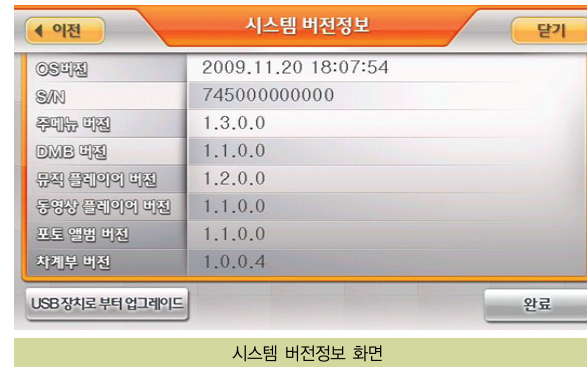 이전 시스템 버전정보 닫기
OS버전 2009.11.20 18:07:54
S/N 745000000000
주메뉴 버전 1.3.0.0
DMB 버전 1.1.0.0
뮤직 플레이어 버전 1.2.0.0
동영상 플레이어 버전 1.1.0.0
포토 앨범 버전 1.1.0.0
차계부 버전 1.0.0.4
USB 장치로 부터 업그레이드 완료
시스템 버전정보 화면